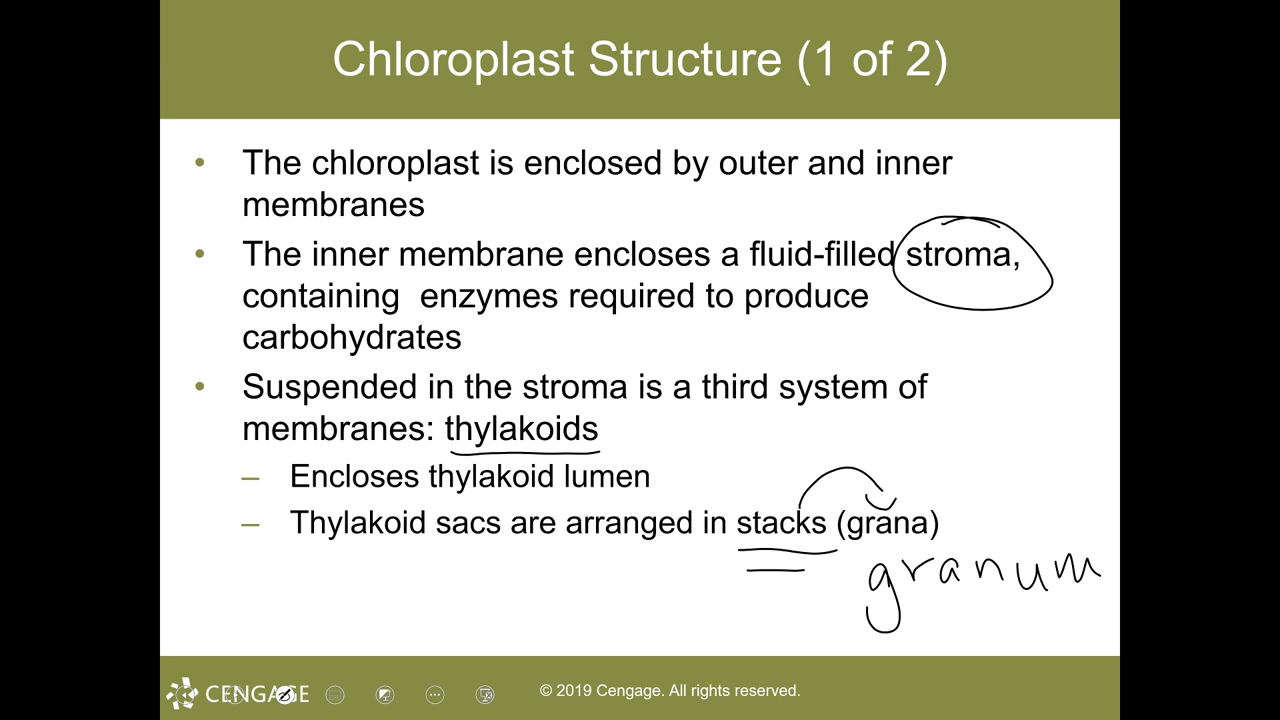 Chloroplast Structure (1 of 2)
• The chloroplast is enclosed by outer and inner
membranes
• The inner membrane encloses a fluid-filled stroma,
containing  enzymes required to produce
carbohydrates
• Suspended in the stroma is a third system of
membranes: thylakoids
– Encloses thylakoid lumen
– Thylakoid sacs are arranged in stacks (grana)
granum
CENGAGE
© 2019 Cengage. All rights reserved.